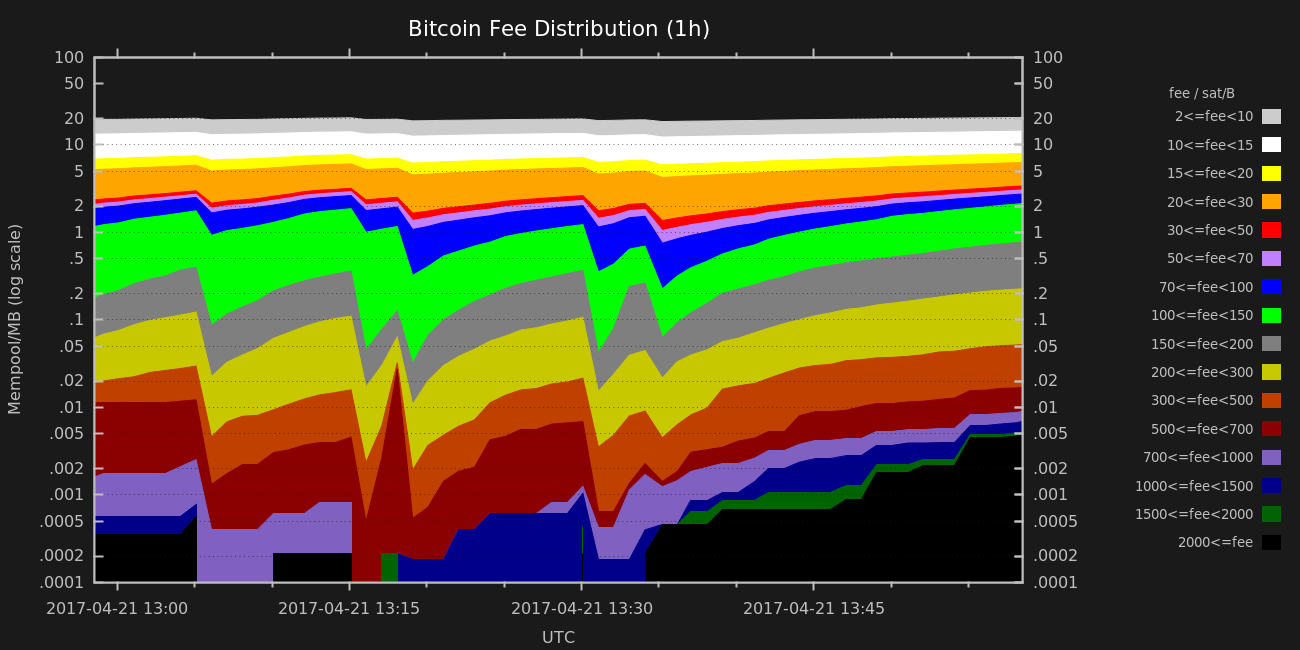 Bitcoin Fee Distribution (1h)
100
50
20
10
5
2
1
.5
.2
.1
.05
.02
.01
.005
.002
.001
.0005
.0002
.0001
Mempool/MB (log scale)
100
50
20
10
5
2
1
.5
.2
.1
.05
.02
.01
.005
.002
.001
.0005
.0002
.0001
2017-04-21 13:00
2017-04-21 13:15
2017-04-21 13:30
2017-04-21 13:45
UTC
fee / sat/B
2<=fee<10
10<=fee<15
15<=fee<20
20<=fee<30
30<=fee<50
50<=fee<70
70<=fee<100
100<=fee<150
150<=fee<200
200<=fee<300
300<=fee<500
500<=fee<700
700<=fee<1000
1000<=fee<1500
1500<=fee<2000
2000<=fee